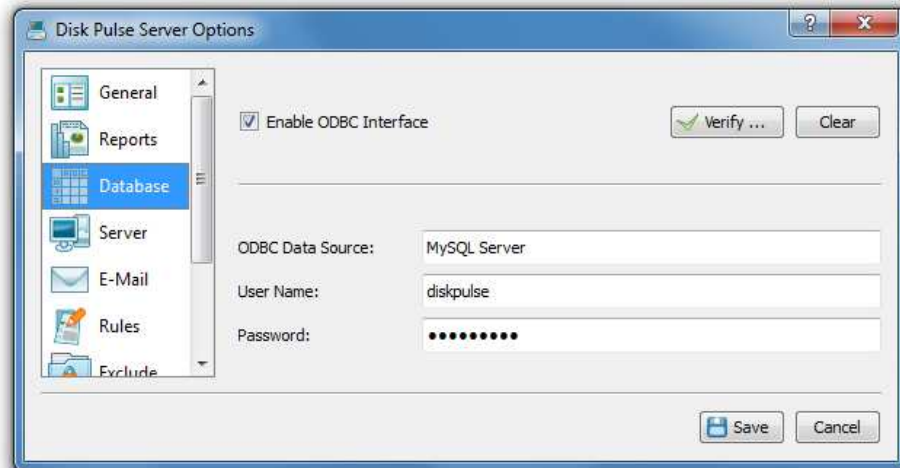 Disk Pulse Server Options
General
Reports
Database
Server
E-Mail
Rules
Exclude
Enable ODBC Interface
Verify ...
Clear
ODBC Data Source: MySQL Server
User Name: diskpulse
Password: ●●●●●●●●●
Save
Cancel